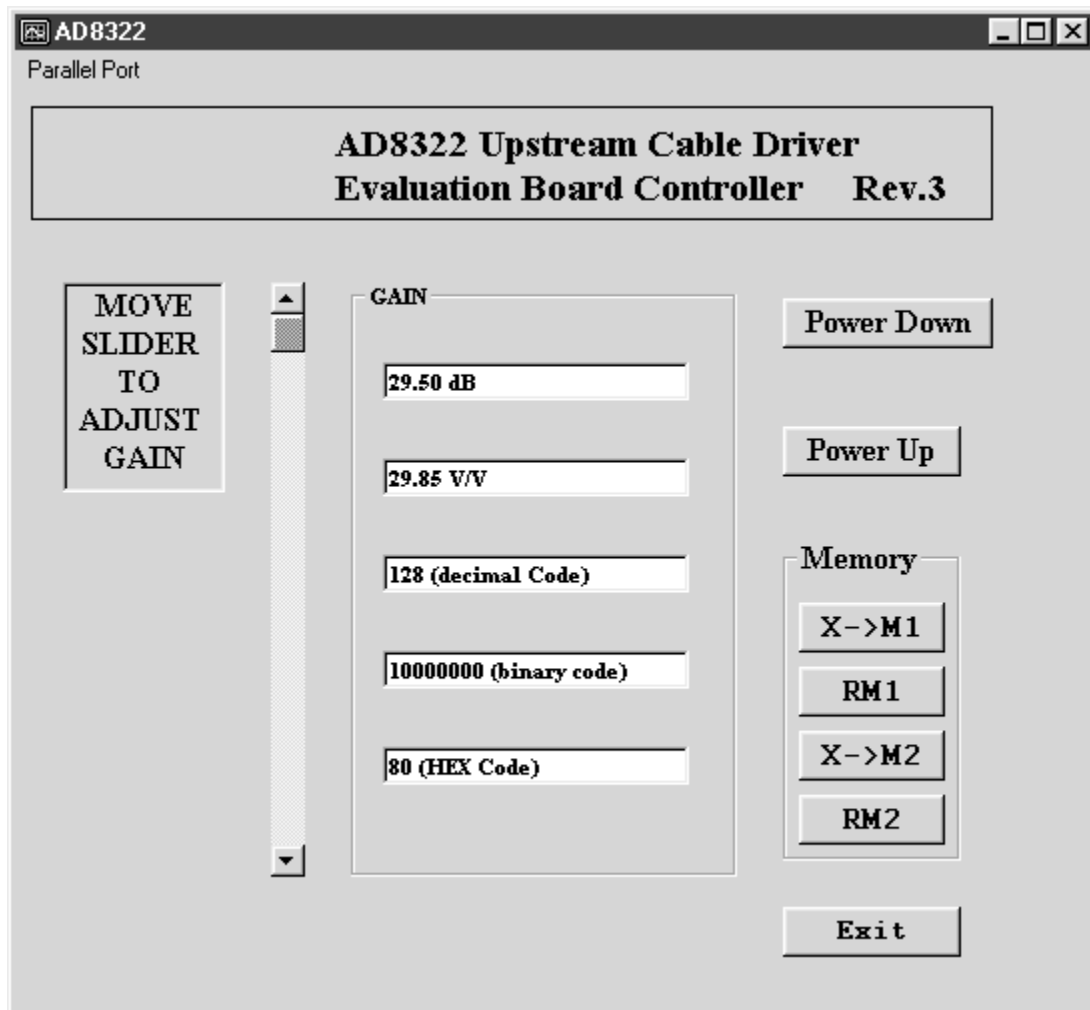 AD8322
Parallel Port
AD8322 Upstream Cable Driver
Evaluation Board Controller Rev.3
MOVE
SLIDER
TO
ADJUST
GAIN
GAIN
29.50 dB
29.85 V/V
128 (decimal Code)
10000000 (binary code)
80 (HEX Code)
Power Down
Power Up
Memory
X->M1
RM1
X->M2
RM2
Exit